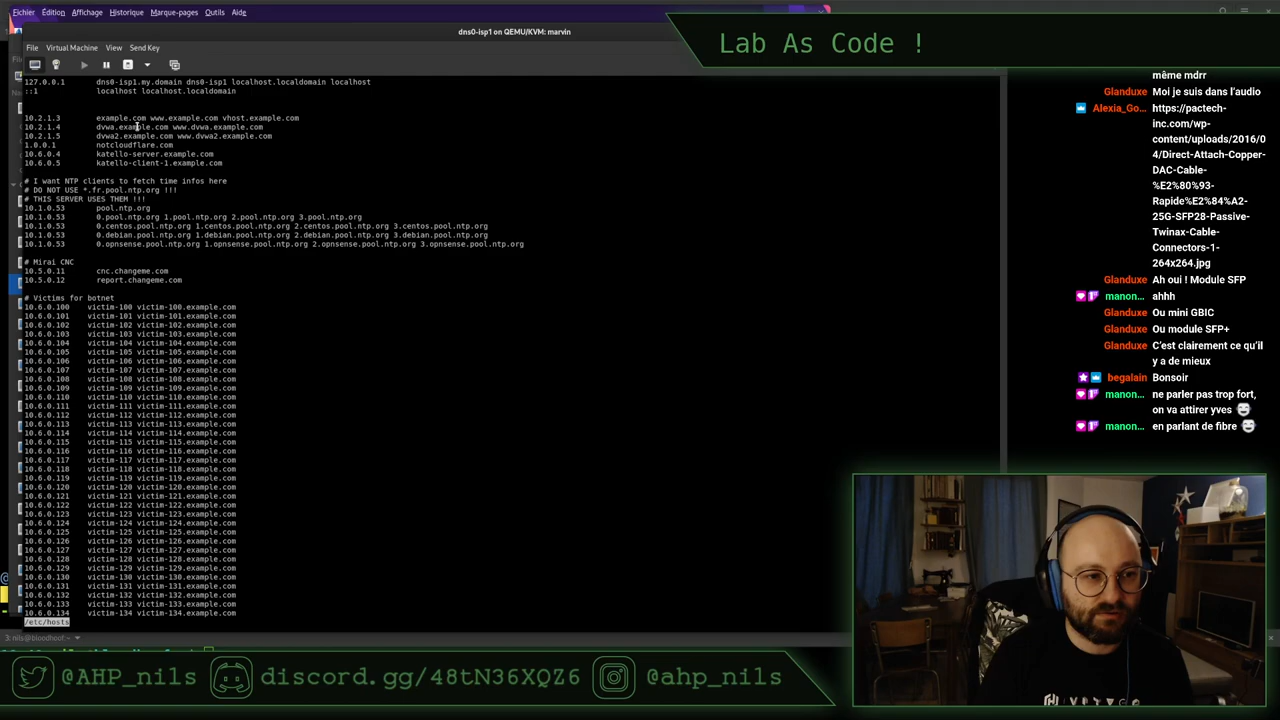 Fichier Édition Affichage Historique Marque-pages Outils Aide
dns0-isp1 on QEMU/KVM: marvin
File Virtual Machine View Send Key
127.0.0.1 dns0-isp1.my.domain dns0-isp1 localhost.localdomain localhost
::1 localhost localhost.localdomain
10.2.1.3 example.com www.example.com vhost.example.com
10.2.1.4 dvwa.example.com www.dvwa.example.com
10.2.1.5 dvwa2.example.com www.dvwa2.example.com
1.0.0.1 notcloudflare.com
10.6.0.4 katello-server.example.com
10.6.0.5 katello-client-1.example.com
# I want NTP clients to fetch time infos here
# DO NOT USE *.fr.pool.ntp.org !!!
# THIS SERVER USES THEM !!!
10.1.0.53 pool.ntp.org
10.1.0.53 0.pool.ntp.org 1.pool.ntp.org 2.pool.ntp.org 3.pool.ntp.org
10.1.0.53 0.centos.pool.ntp.org 1.centos.pool.ntp.org 2.centos.pool.ntp.org 3.centos.pool.ntp.org
10.1.0.53 0.debian.pool.ntp.org 1.debian.pool.ntp.org 2.debian.pool.ntp.org 3.debian.pool.ntp.org
10.1.0.53 0.opnsense.pool.ntp.org 1.opnsense.pool.ntp.org 2.opnsense.pool.ntp.org 3.opnsense.pool.ntp.org
# Mirai CNC
10.5.0.11 cnc.changeme.com
10.5.0.12 report.changeme.com
# Victims for botnet
10.6.0.100 victim-100 victim-100.example.com
10.6.0.101 victim-101 victim-101.example.com
10.6.0.102 victim-102 victim-102.example.com
10.6.0.103 victim-103 victim-103.example.com
10.6.0.104 victim-104 victim-104.example.com
10.6.0.105 victim-105 victim-105.example.com
10.6.0.106 victim-106 victim-106.example.com
10.6.0.107 victim-107 victim-107.example.com
10.6.0.108 victim-108 victim-108.example.com
10.6.0.109 victim-109 victim-109.example.com
10.6.0.110 victim-110 victim-110.example.com
10.6.0.111 victim-111 victim-111.example.com
10.6.0.112 victim-112 victim-112.example.com
10.6.0.113 victim-113 victim-113.example.com
10.6.0.114 victim-114 victim-114.example.com
10.6.0.115 victim-115 victim-115.example.com
10.6.0.116 victim-116 victim-116.example.com
10.6.0.117 victim-117 victim-117.example.com
10.6.0.118 victim-118 victim-118.example.com
10.6.0.119 victim-119 victim-119.example.com
10.6.0.120 victim-120 victim-120.example.com
10.6.0.121 victim-121 victim-121.example.com
10.6.0.122 victim-122 victim-122.example.com
10.6.0.123 victim-123 victim-123.example.com
10.6.0.124 victim-124 victim-124.example.com
10.6.0.125 victim-125 victim-125.example.com
10.6.0.126 victim-126 victim-126.example.com
10.6.0.127 victim-127 victim-127.example.com
10.6.0.128 victim-128 victim-128.example.com
10.6.0.129 victim-129 victim-129.example.com
10.6.0.130 victim-130 victim-130.example.com
10.6.0.131 victim-131 victim-131.example.com
10.6.0.132 victim-132 victim-132.example.com
10.6.0.133 victim-133 victim-133.example.com
10.6.0.134 victim-134 victim-134.example.com
/etc/hosts
Lab As Code !
même mdrr
Glanduxe Moi je suis dans l'audio
Alexia_Go... https://pactech-
inc.com/wp-
content/uploads/2016/0
4/Direct-Attach-Copper-
DAC-Cable-
%E2%80%93-
Rapide%E2%84%A2-
25G-SFP28-Passive-
Twinax-Cable-
Connectors-1-
264x264.jpg
Glanduxe Ah oui ! Module SFP
manon... ahhh
Glanduxe Ou mini GBIC
Glanduxe Ou module SFP+
Glanduxe C'est clairement ce qu'il
y a de mieux
begalain Bonsoir
manon... ne parler pas trop fort,
on va attirer yves
manon... en parlant de fibre
@AHP_nils discord.gg/48tN36XQZ6 @ahp_nils